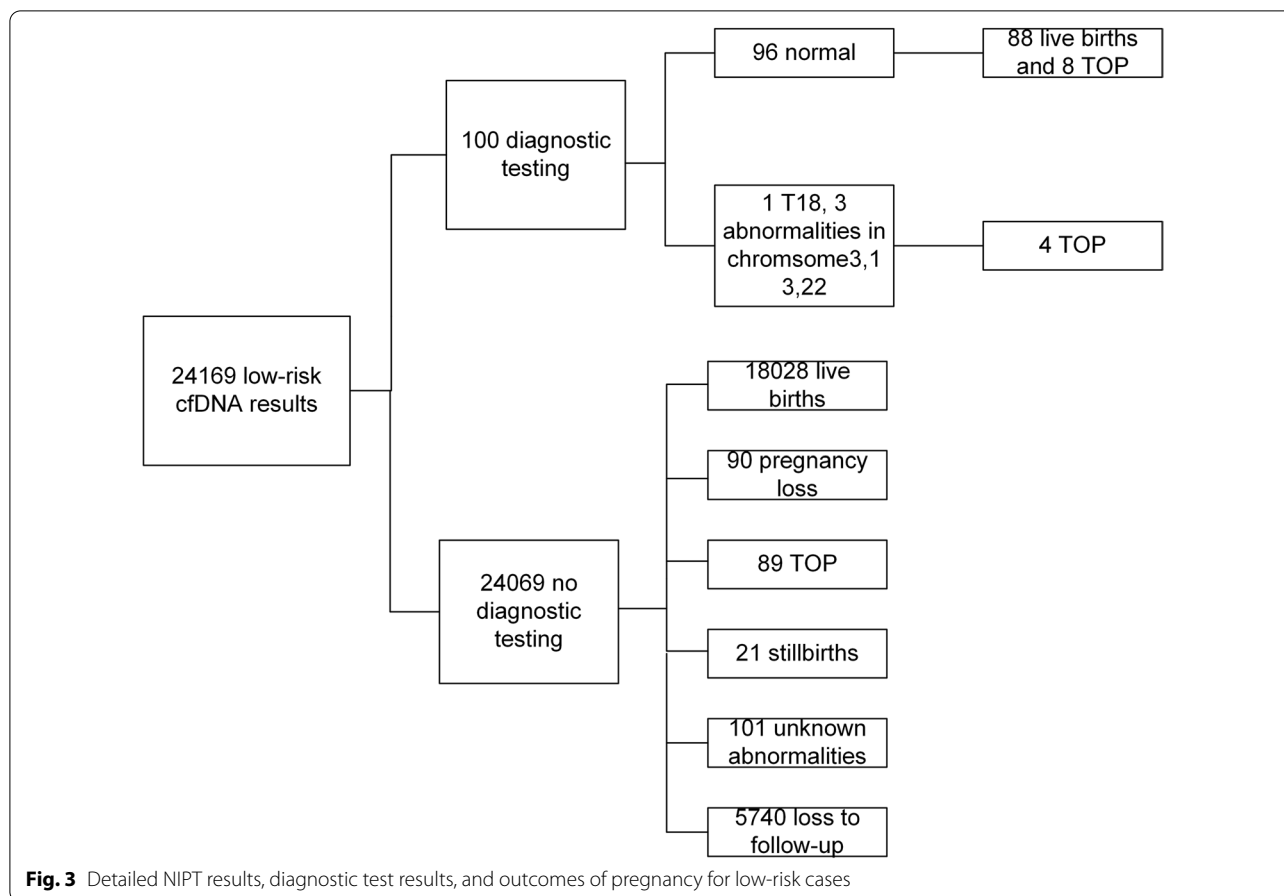 96 normal
88 live births
and 8 TOP
100 diagnostic
testing
1 T18, 3
abnormalities in
chromsome3,1
3,22
4 TOP
24169 low-risk
cfDNA results
18028 live
births
90 pregnancy
loss
89 TOP
24069 no
diagnostic
testing
21 stillbirths
101 unknown
abnormalities
5740 loss to
follow-up
Fig. 3 Detailed NIPT results, diagnostic test results, and outcomes of pregnancy for low-risk cases